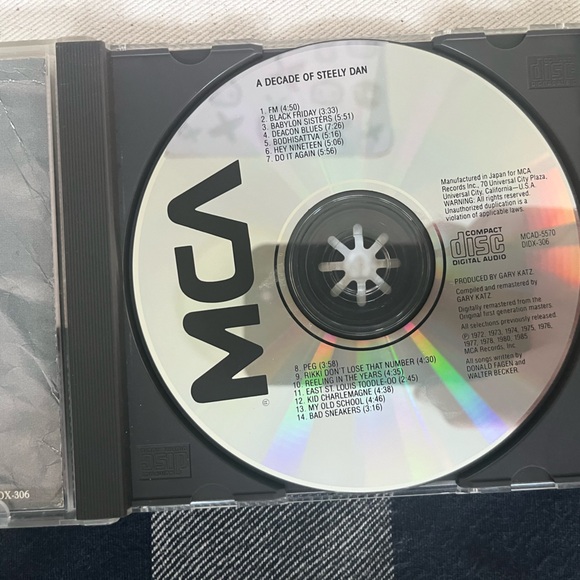 A DECADE OF STEELY DAN
1. FM (4:50)
2. BLACK FRIDAY (3:33)
3. BABYLON SISTERS (5:51)
4. DEACON BLUES (7:26)
5. BODHISATTVA (5:16)
6. HEY NINETEEN (5:06)
7. DO IT AGAIN (5:56)
MCA
®
Manufactured in Japan for MCA
Records Inc., 70 Universal City Plaza,
Universal City, California—U.S.A.
WARNING: All rights reserved
Unauthorized duplication is a
violation of applicable laws.
COMPACT
disc
DIGITAL AUDIO
MCAD-5570
DIDX-306
PRODUCED BY GARY KATZ.
Compiled and remastered by
GARY KATZ.
Digitally remastered from the
Original first generation masters.
All selections previously released
Ⓟ 1972, 1973, 1974, 1975, 1976,
1977, 1978, 1980, 1985
MCA Records, Inc.
All songs written by
DONALD FAGEN and
WALTER BECKER.
8. PEG (3:58)
9. RIKKI DON'T LOSE THAT NUMBER (4:30)
10. REELING IN THE YEARS (4:35)
11. EAST ST. LOUIS TOODLE-OO (2:45)
12. KID CHARLEMAGNE (4:38)
13. MY OLD SCHOOL (4:46)
14. BAD SNEAKERS (3:16)
DX-306